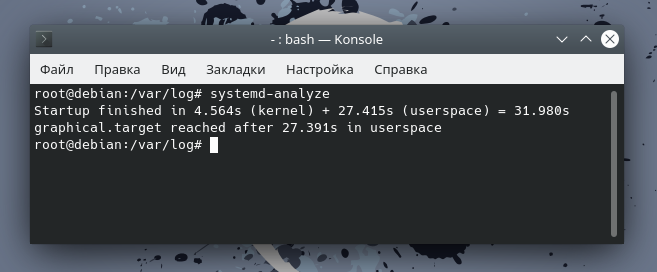 - : bash — Konsole
Файл Правка Вид Закладки Настройка Справка
root@debian:/var/log# systemd-analyze
Startup finished in 4.564s (kernel) + 27.415s (userspace) = 31.980s
graphical.target reached after 27.391s in userspace
root@debian:/var/log#